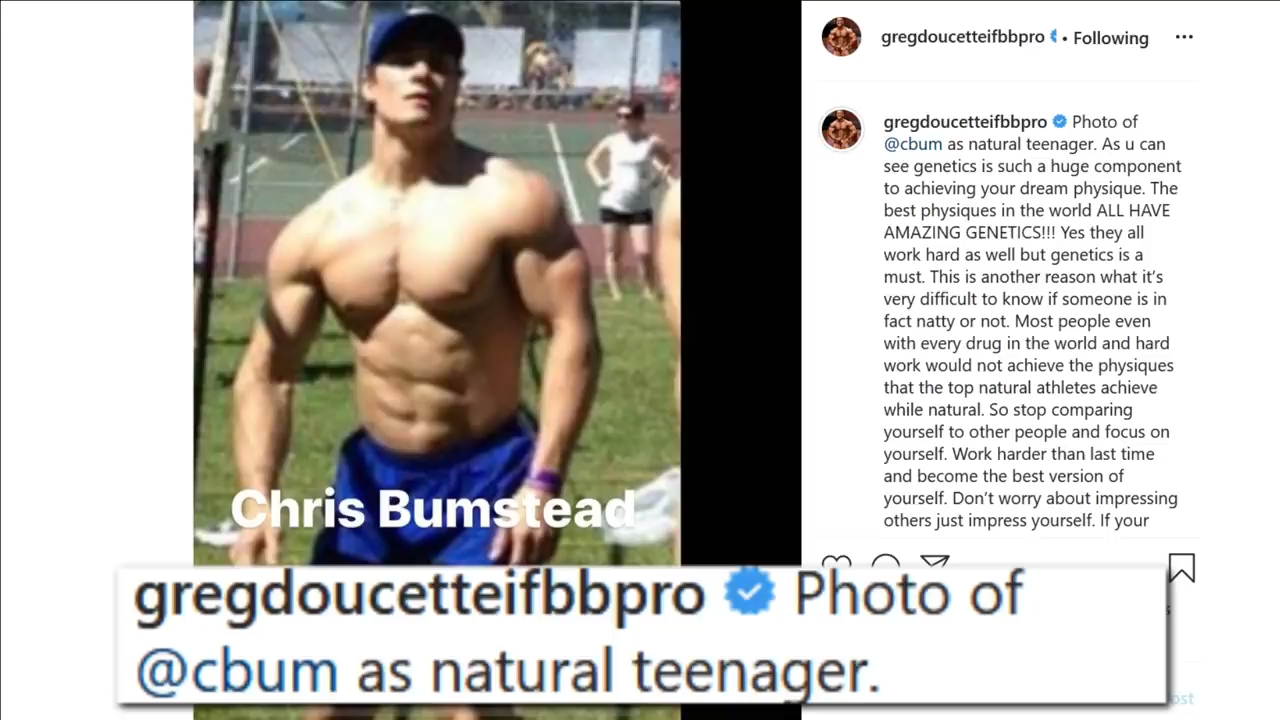 gregdoucetteifbbpro • Following
gregdoucetteifbbpro Photo of
@cbum as natural teenager. As u can
see genetics is such a huge component
to achieving your dream physique. The
best physiques in the world ALL HAVE
AMAZING GENETICS!!! Yes they all
work hard as well but genetics is a
must. This is another reason what it's
very difficult to know if someone is in
fact natty or not. Most people even
with every drug in the world and hard
work would not achieve the physiques
that the top natural athletes achieve
while natural. So stop comparing
yourself to other people and focus on
yourself. Work harder than last time
and become the best version of
yourself. Don't worry about impressing
others just impress yourself. If your
Chris Bumstead
gregdoucetteifbbpro Photo of
@cbum as natural teenager.